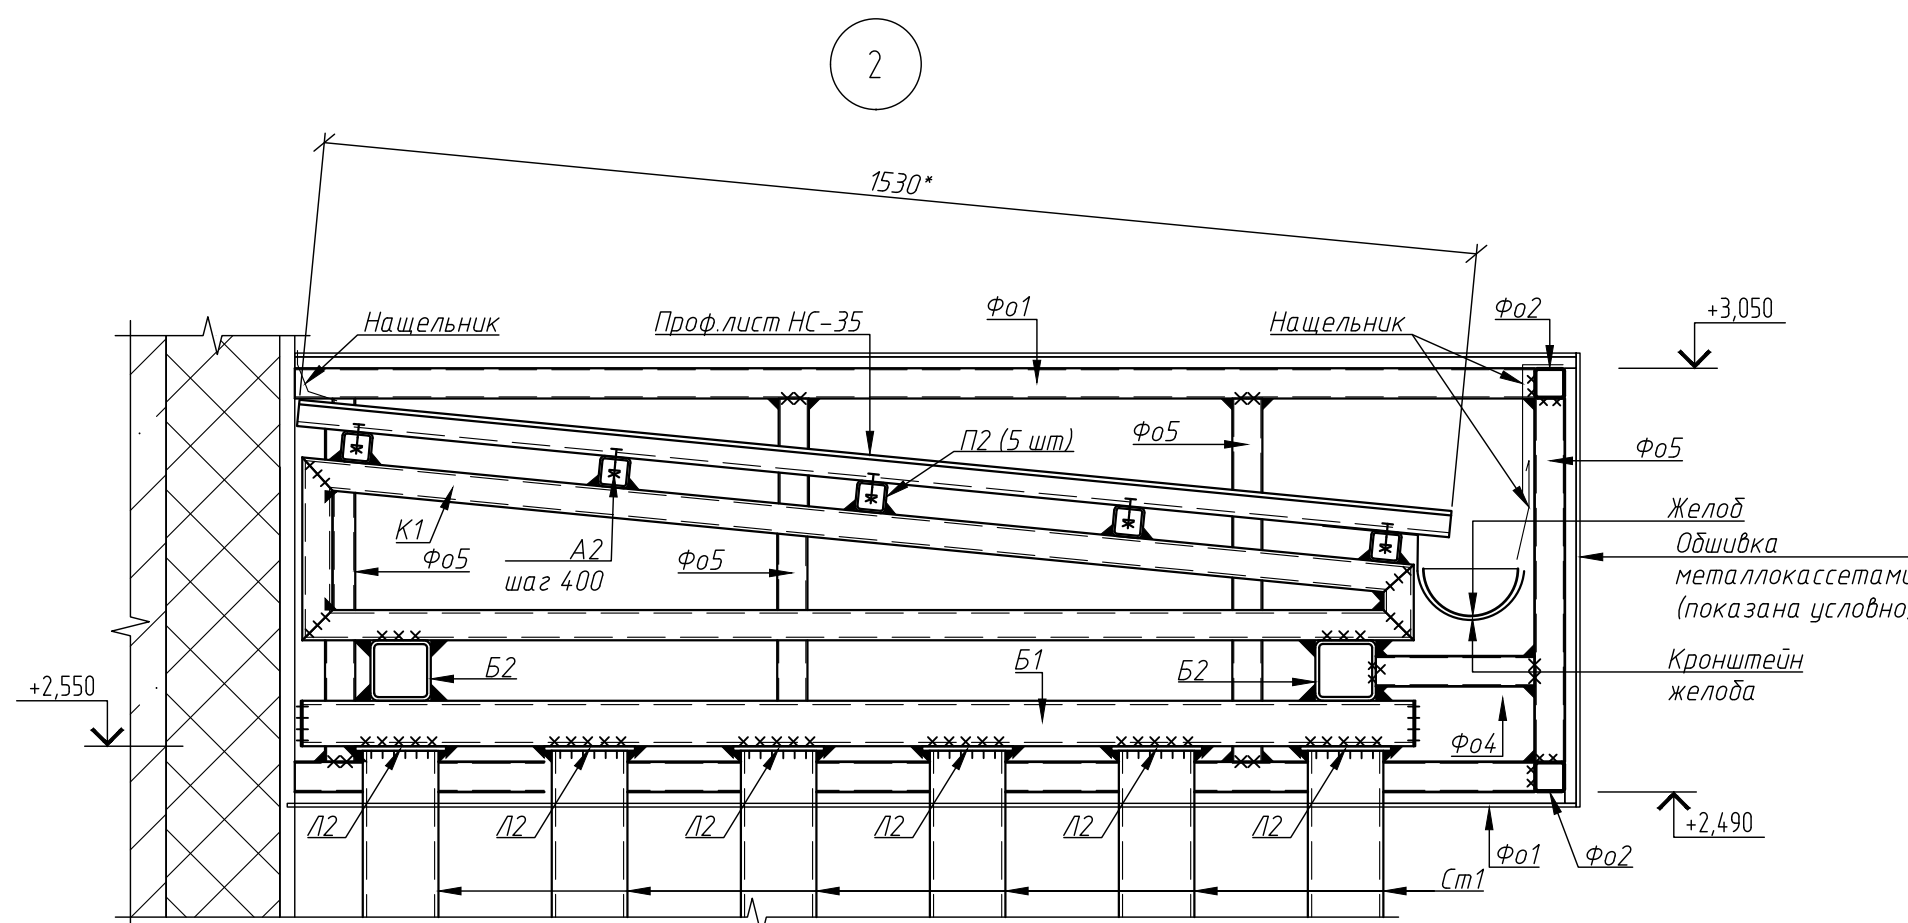 2
1530*
Нащельник
Проф.лист НС-35
Фо1
Нащельник
Фо2
+3,050
П2 (5 шт)
Фо5
Фо5
К1
Фо5
А2
шаг 400
Фо5
Желоб
Обшивка
металлокассетами
(показана условно)
Кронштейн
желоба
+2,550
Б2
Б1
Б2
Фо4
Л2
Л2
Л2
Л2
Л2
Л2
+2,490
Фо1
Фо2
Ст1